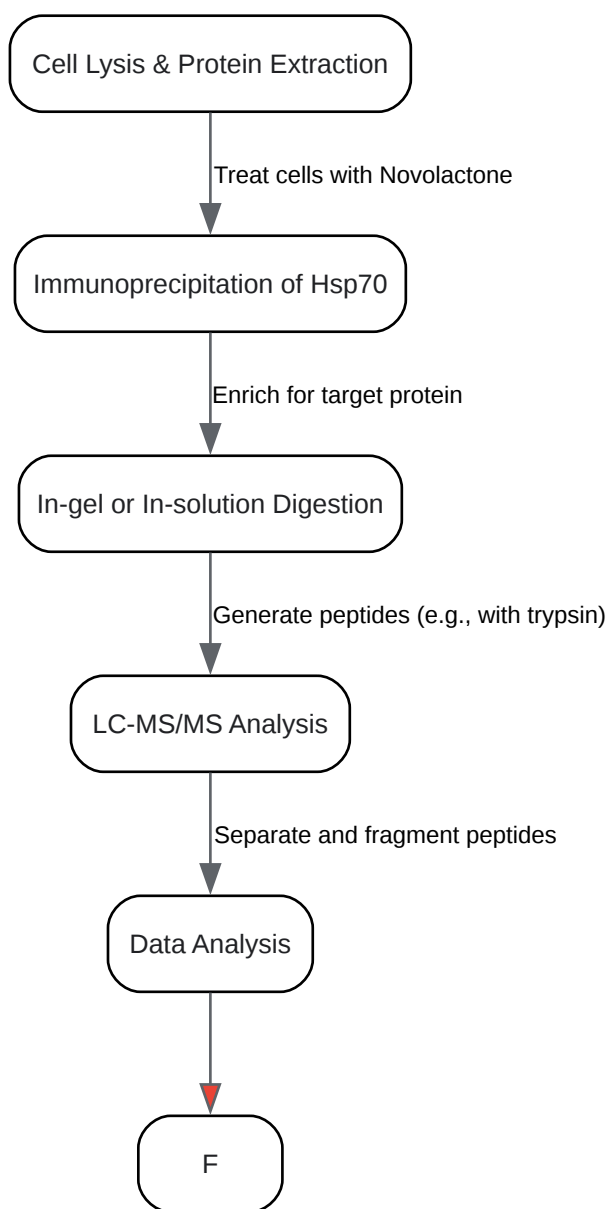 Cell Lysis & Protein Extraction
Treat cells with Novolactone
Immunoprecipitation of Hsp70
Enrich for target protein
In-gel or In-solution Digestion
Generate peptides (e.g., with trypsin)
LC-MS/MS Analysis
Separate and fragment peptides
Data Analysis
F